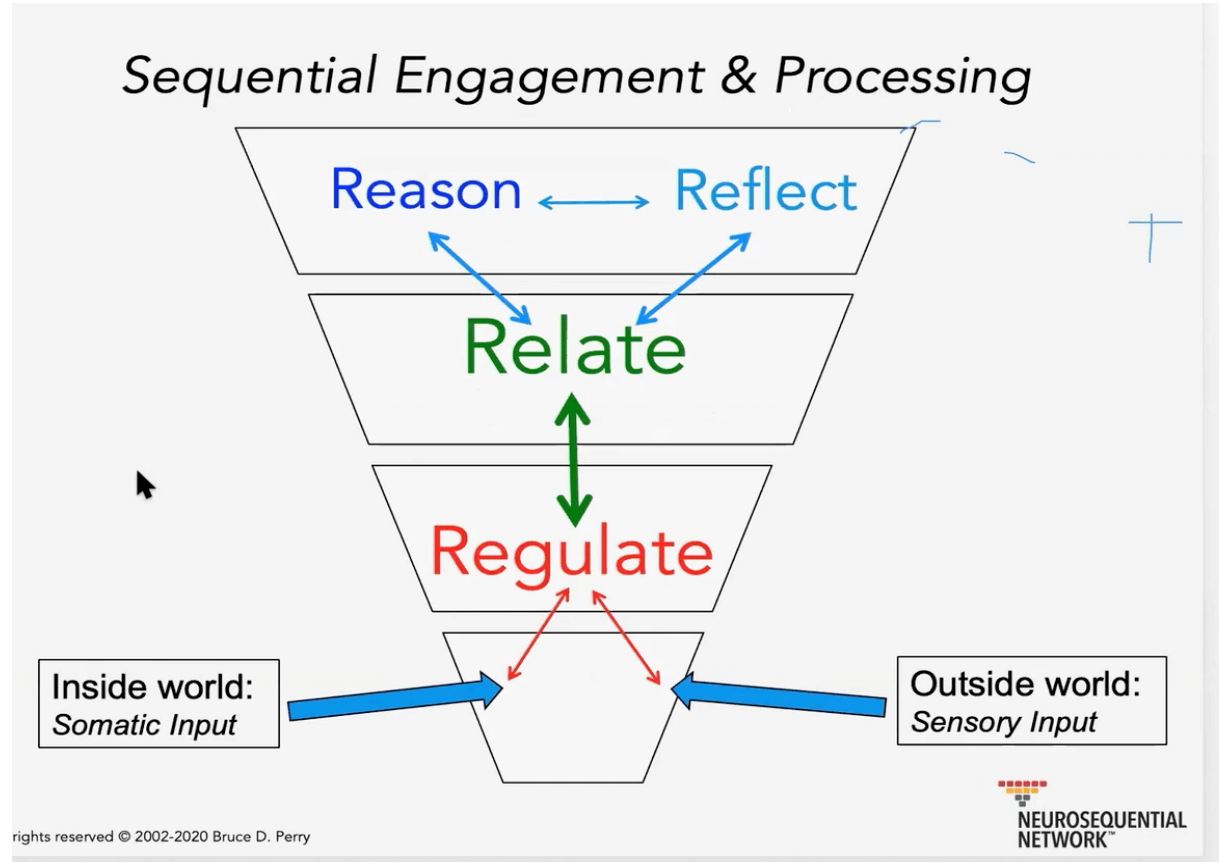 Sequential Engagement & Processing
Reason
Reflect
Relate
Regulate
Inside world:
Somatic Input
Outside world:
Sensory Input
rights reserved © 2002-2020 Bruce D. Perry
NEUROSEQUENTIAL
NETWORK™